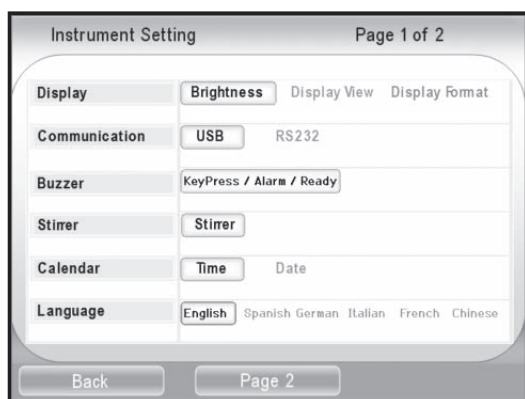 Instrument Setting Page 1 of 2
Display Brightness Display View Display Format
Communication USB RS232
Buzzer KeyPress / Alarm / Ready
Stirrer Stirrer
Calendar Time Date
Language English Spanish German Italian French Chinese
Back Page 2